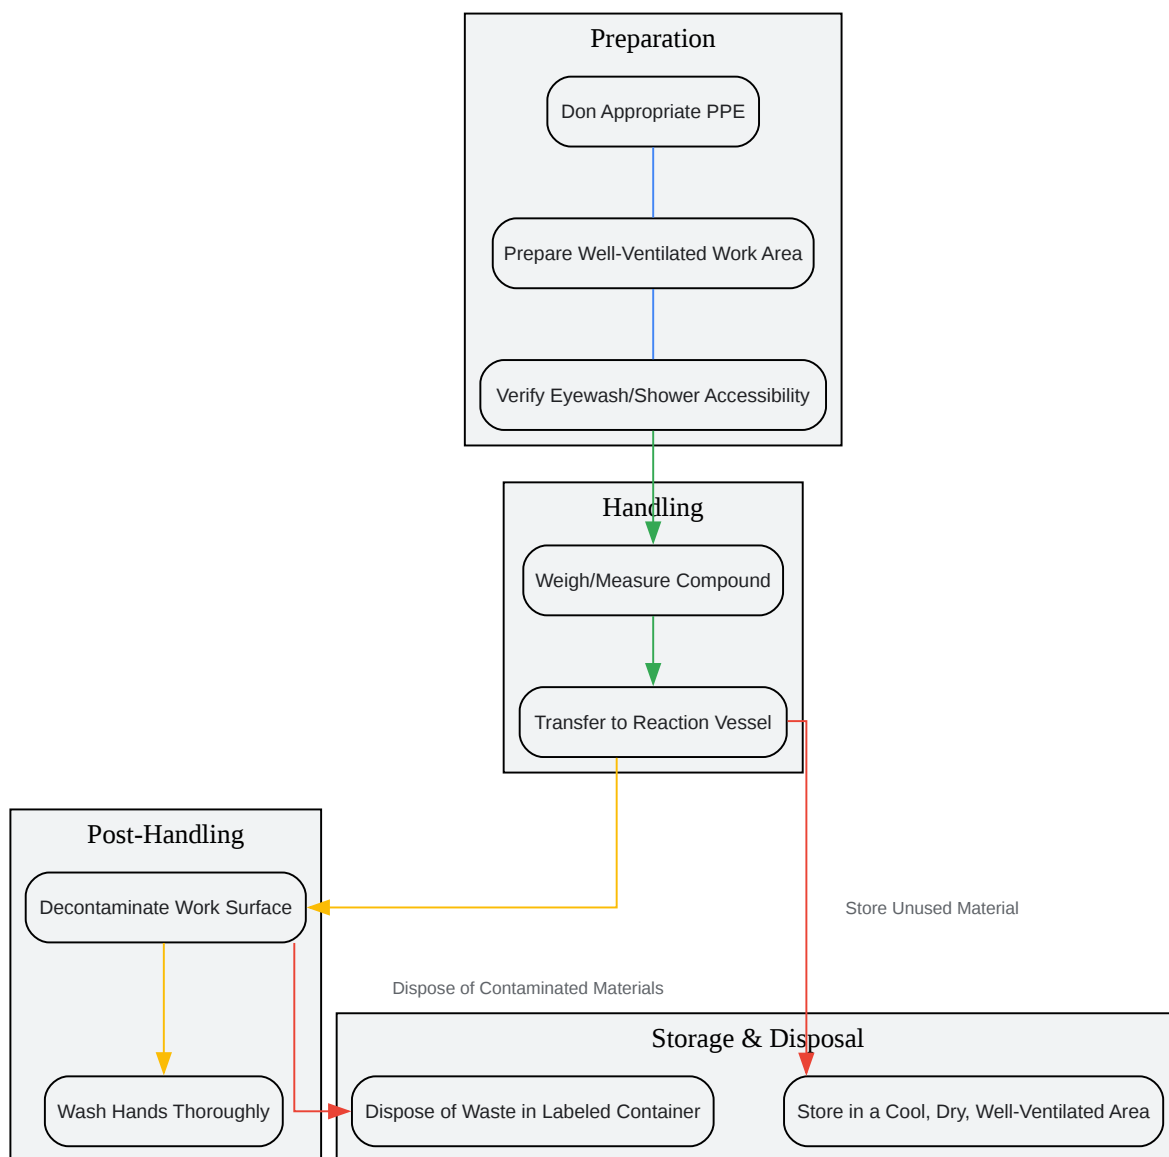 Preparation
Don Appropriate PPE
Prepare Well-Ventilated Work Area
Verify Eyewash/Shower Accessibility
Handling
Weigh/Measure Compound
Transfer to Reaction Vessel
Post-Handling
Decontaminate Work Surface
Store Unused Material
Dispose of Contaminated Materials
Storage & Disposal
Wash Hands Thoroughly
Dispose of Waste in Labeled Container
Store in a Cool, Dry, Well-Ventilated Area